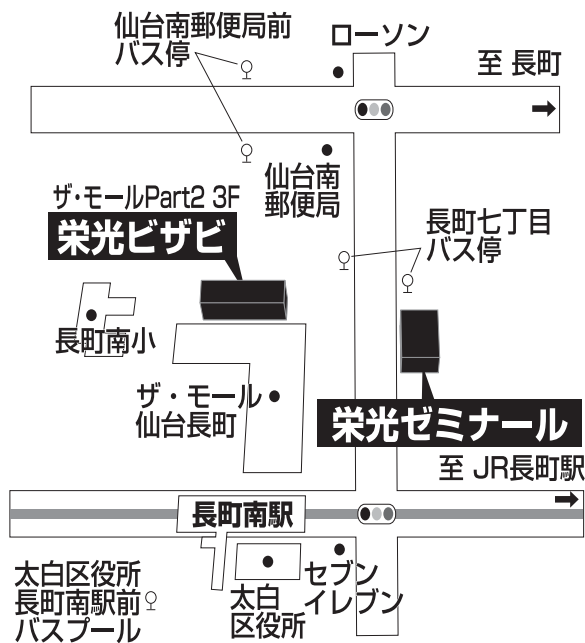 仙台南郵便局前
バス停
ローソン
至 長町
仙台南
郵便局
ザ・モールPart2 3F
栄光ビザビ
長町七丁目
バス停
長町南小
ザ・モール
仙台長町
栄光ゼミナール
至 JR長町駅
長町南駅
太白区役所
長町南駅前
バスプール
太白
区役所
セブン
イレブン